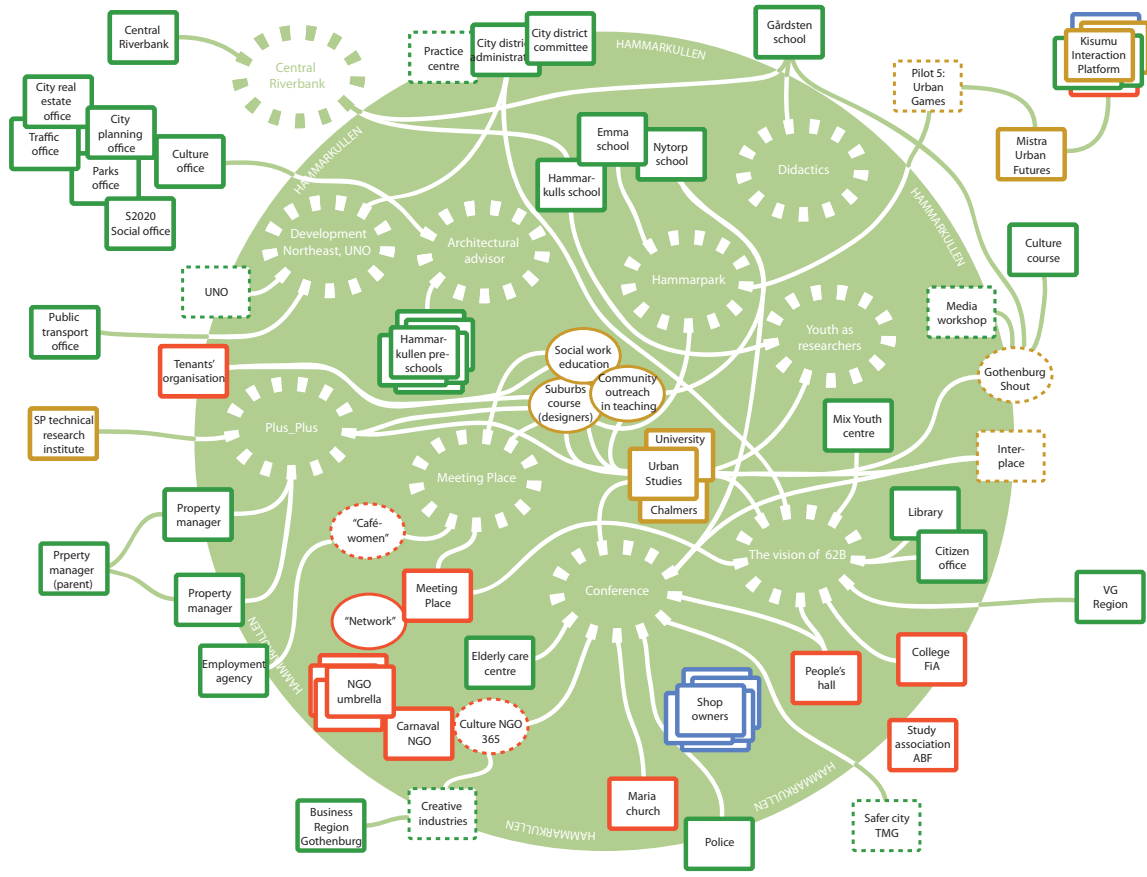 Central
Riverbank
Central
Riverbank
Practice
centre
City district
administrat
City district
committee
HAMMARKULLEN
Gårdsten
school
Pilot 5:
Urban
Games
Kisumu
Interaction
Platform
Mistra
Urban
Futures
City real
estate
office
Traffic
office
City
planning
office
Parks
office
Culture
office
S2020
Social office
HAMMARKULLEN
Emma
school
Nytorp
school
Hammar-
kulls school
Didactics
HAMMARKULLEN
Development
Northeast, UNO
Architectural
advisor
Hammarpark
Culture
course
UNO
Media
workshop
Public
transport
office
Tenants'
organisation
Hammar-
kullen pre-
schools
Youth as
researchers
Social work
education
Suburbs
course
(designers)
Community
outreach
in teaching
Gothenburg
Shout
SP technical
research
institute
Plus_Plus
Mix Youth
centre
University
Urban
Studies
Chalmers
Inter-
place
Meeting Place
Property
manager
"Café-
women"
Library
Citizen
office
Prperty
manager
(parent)
Property
manager
Meeting
Place
Conference
The vision of 62B
VG
Region
"Network"
HAMMARKULLEN
Employment
agency
Elderly care
centre
People's
hall
College
FiA
NGO
umbrella
Carnaval
NGO
Culture NGO
365
Shop
owners
Study
association
ABF
Maria
church
HAMMARKULLEN
Creative
industries
Business
Region
Gothenburg
HAMMARKULLEN
Police
Safer city
TMG